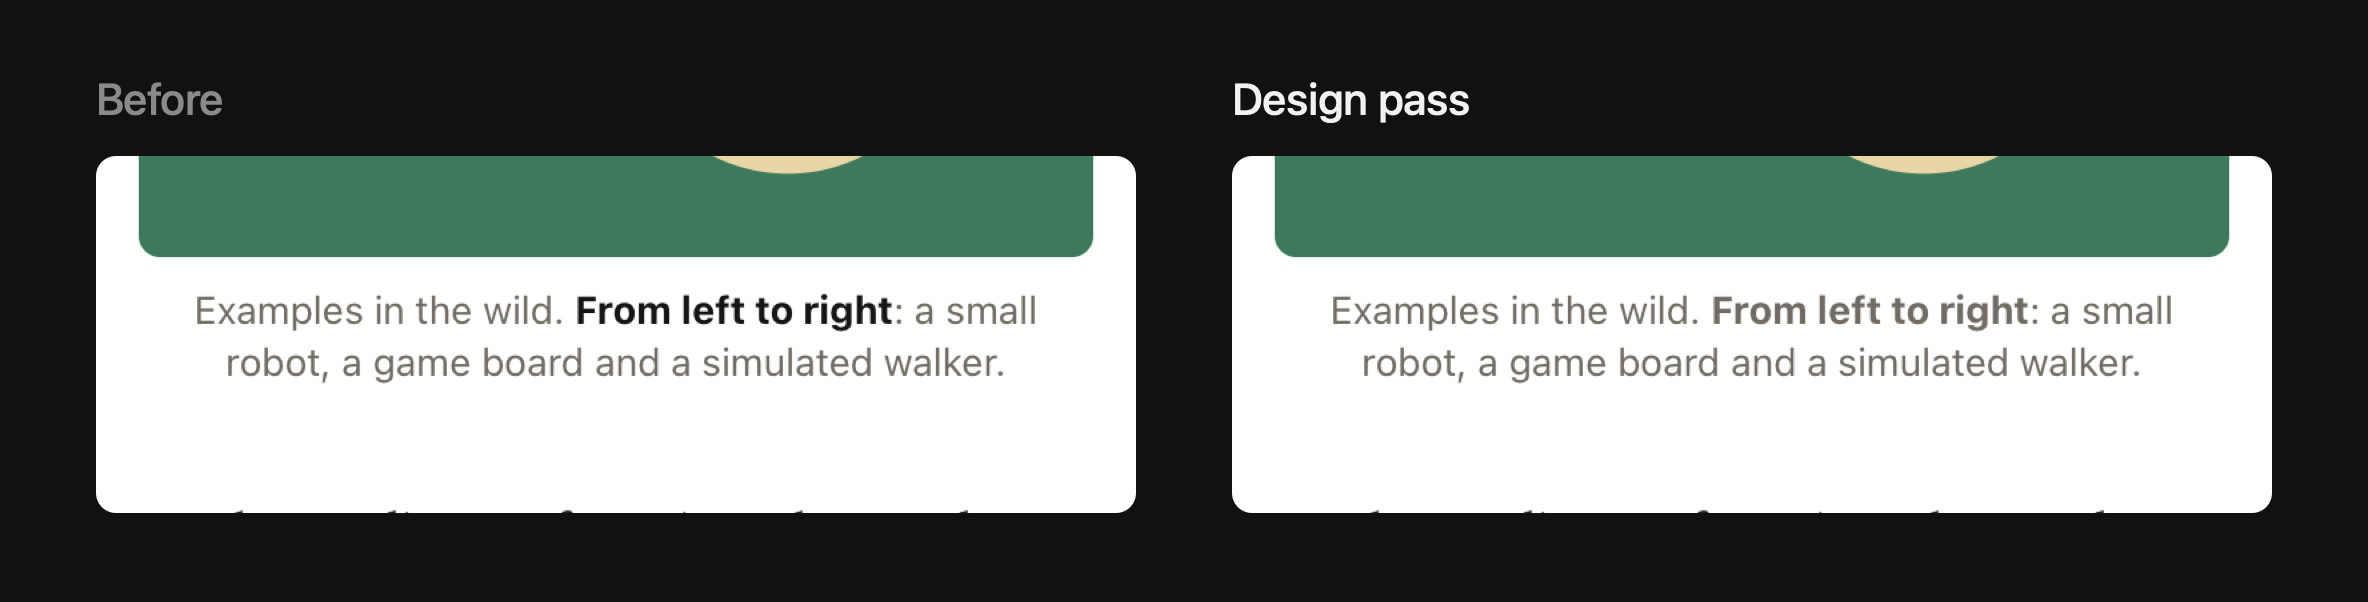 Before
Examples in the wild. From left to right: a small
robot, a game board and a simulated walker.
Design pass
Examples in the wild. From left to right: a small
robot, a game board and a simulated walker.